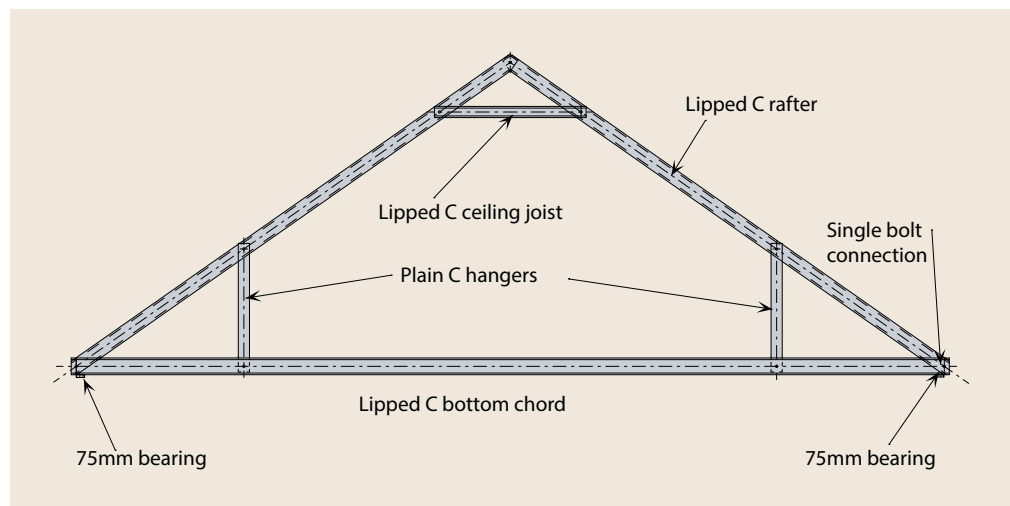 Lipped C rafter
Lipped C ceiling joist
Single bolt
connection
Plain C hangers
Lipped C bottom chord
75mm bearing
75mm bearing